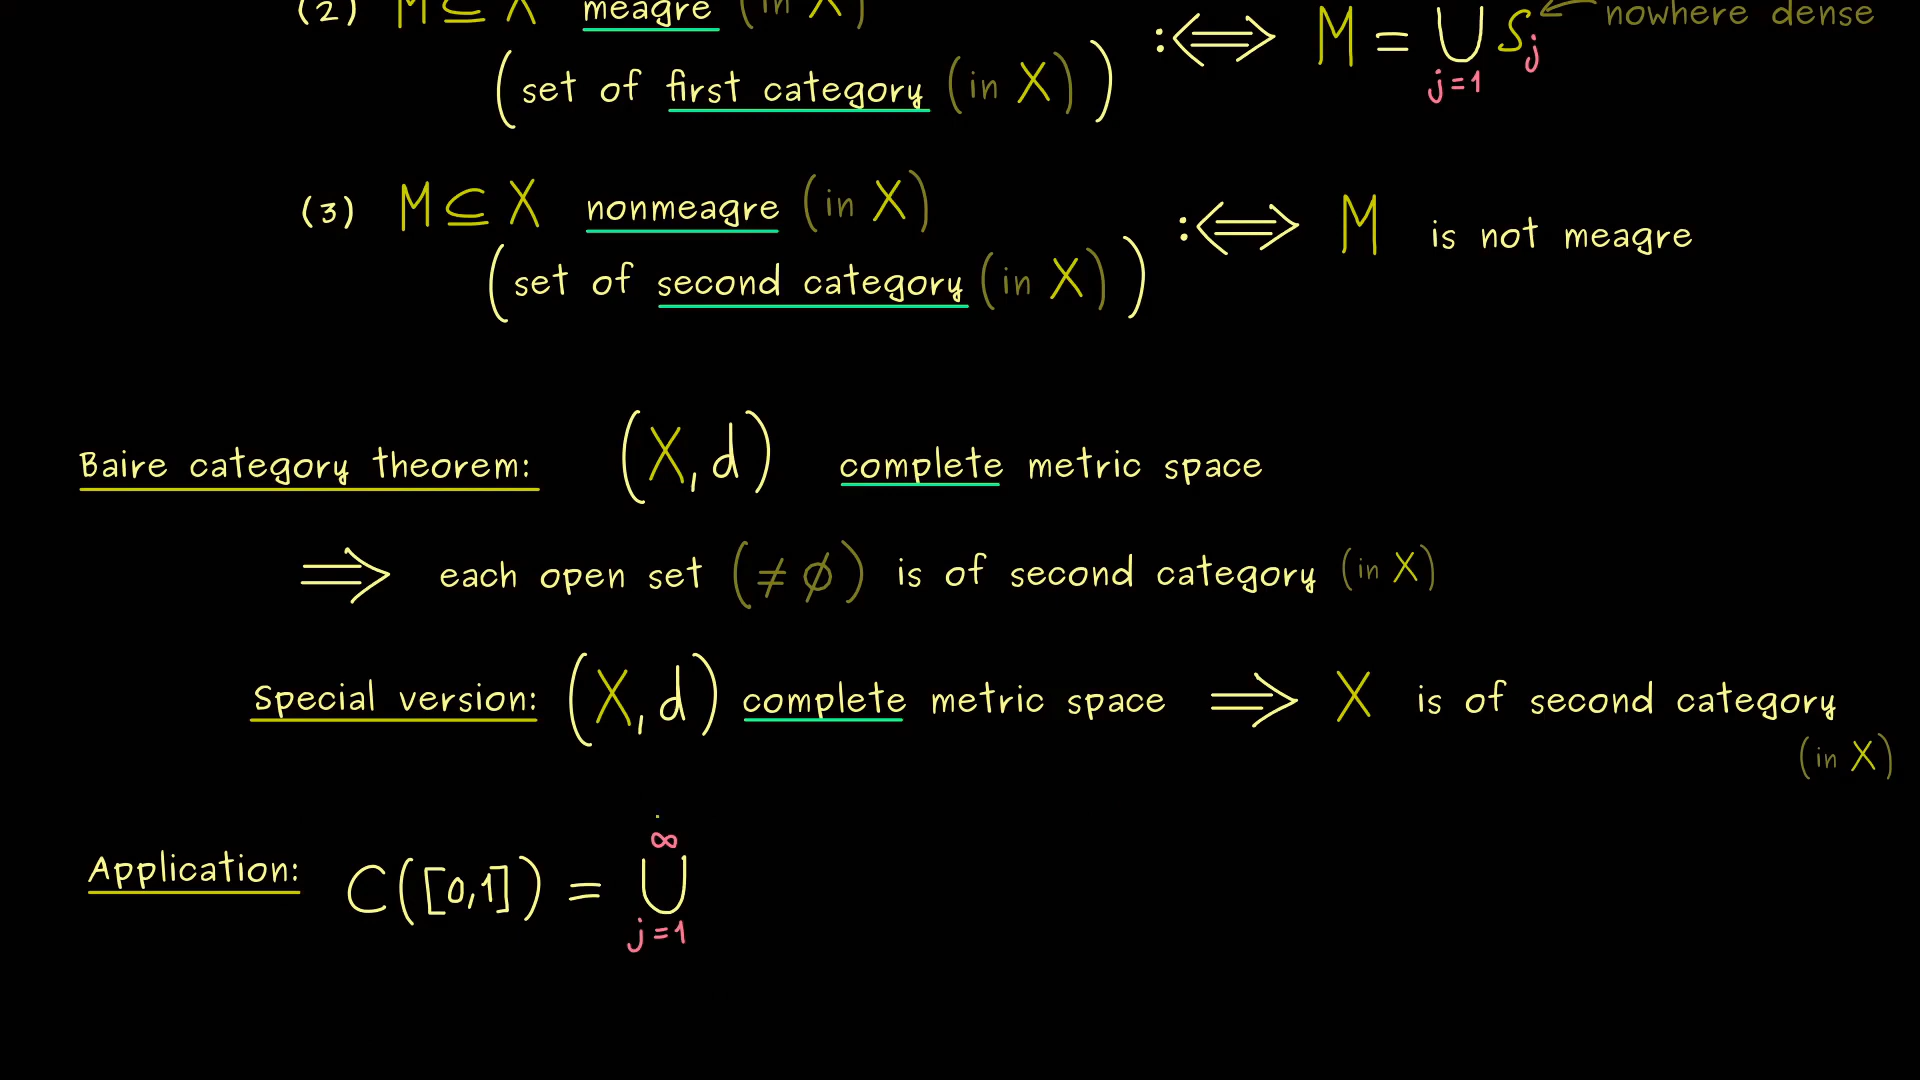 (2) M ⊆ X meagre (in X) :⟺ M = ⋃_{j=1} S_j ← nowhere dense
(set of first category (in X))
(3) M ⊆ X nonmeagre (in X) :⟺ M is not meagre
(set of second category (in X))
Baire category theorem: (X, d) complete metric space
⟹ each open set (≠ ∅) is of second category (in X)
Special version: (X, d) complete metric space ⟹ X is of second category
(in X)
Application: C([0,1]) = ⋃_{j=1}^{∞}